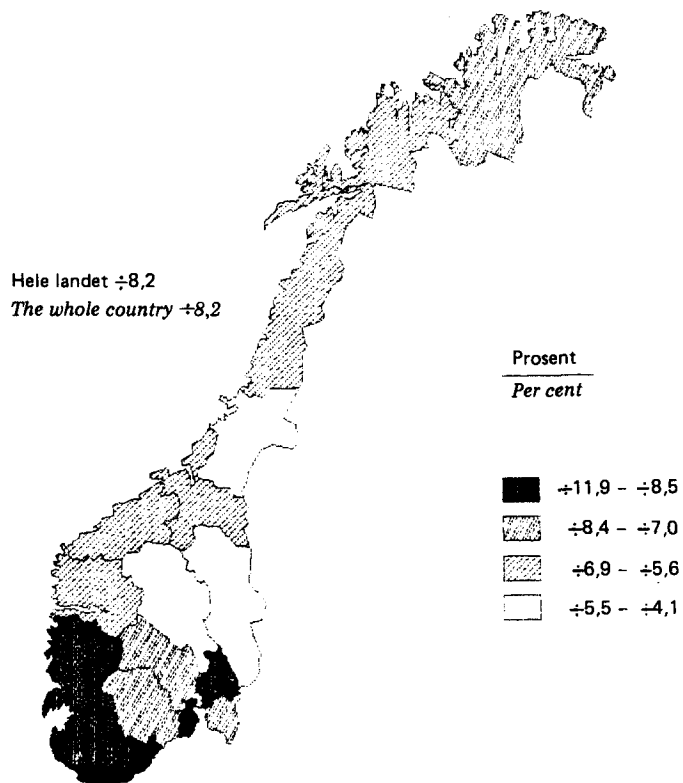 Hele landet ÷8,2
The whole country ÷8,2
Prosent
Per cent
÷11,9 – ÷8,5
÷8,4 – ÷7,0
÷6,9 – ÷5,6
÷5,5 – ÷4,1